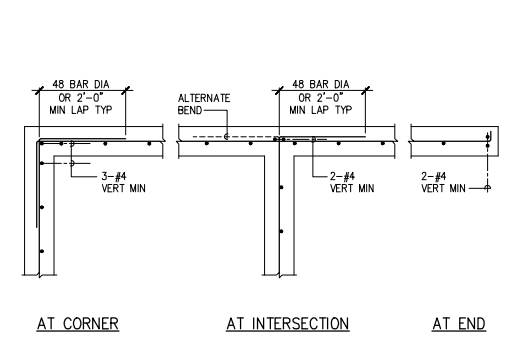 48 BAR DIA
OR 2'-0"
MIN LAP TYP
ALTERNATE
BEND
48 BAR DIA
OR 2'-0"
MIN LAP TYP
3-#4
VERT MIN
2-#4
VERT MIN
2-#4
VERT MIN
AT CORNER
AT INTERSECTION
AT END